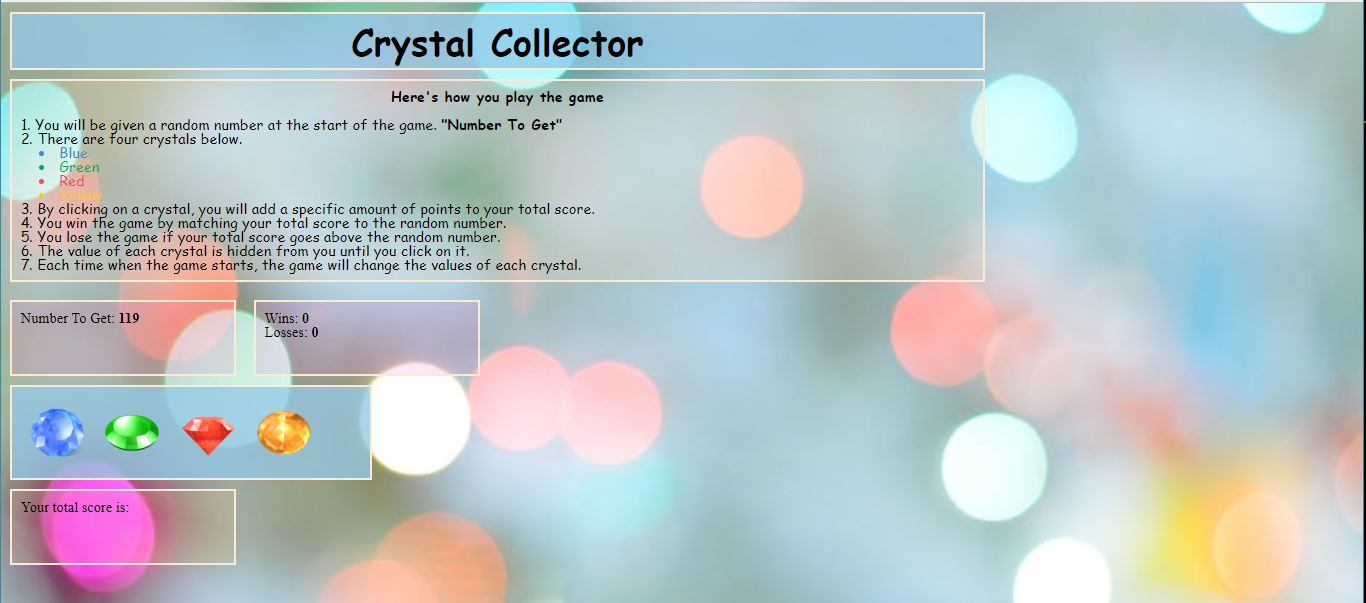 Crystal Collector
Here's how you play the game
1. You will be given a random number at the start of the game. "Number To Get"
2. There are four crystals below.
• Blue
• Green
• Red
• Yellow
3. By clicking on a crystal, you will add a specific amount of points to your total score.
4. You win the game by matching your total score to the random number.
5. You lose the game if your total score goes above the random number.
6. The value of each crystal is hidden from you until you click on it.
7. Each time when the game starts, the game will change the values of each crystal.
Number To Get: 119
Wins: 0
Losses: 0
Your total score is: